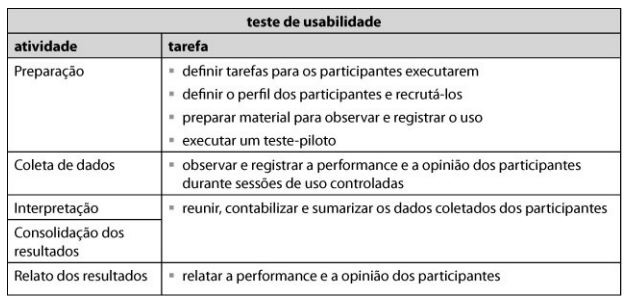 teste de usabilidade
atividade tarefa
Preparação ▪ definir tarefas para os participantes executarem
▪ definir o perfil dos participantes e recrutá-los
▪ preparar material para observar e registrar o uso
▪ executar um teste-piloto
Coleta de dados ▪ observar e registrar a performance e a opinião dos participantes
durante sessões de uso controladas
Interpretação ▪ reunir, contabilizar e sumarizar os dados coletados dos participantes
Consolidação dos
resultados
Relato dos resultados ▪ relatar a performance e a opinião dos participantes